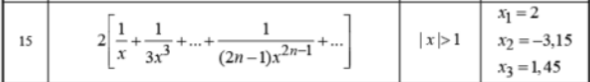 15 2[1/x + 1/(3x^3) + ... + 1/((2n-1)x^(2n-1)) + ...] | x |> 1 x1 = 2
x2 = -3,15
x3 = 1,45